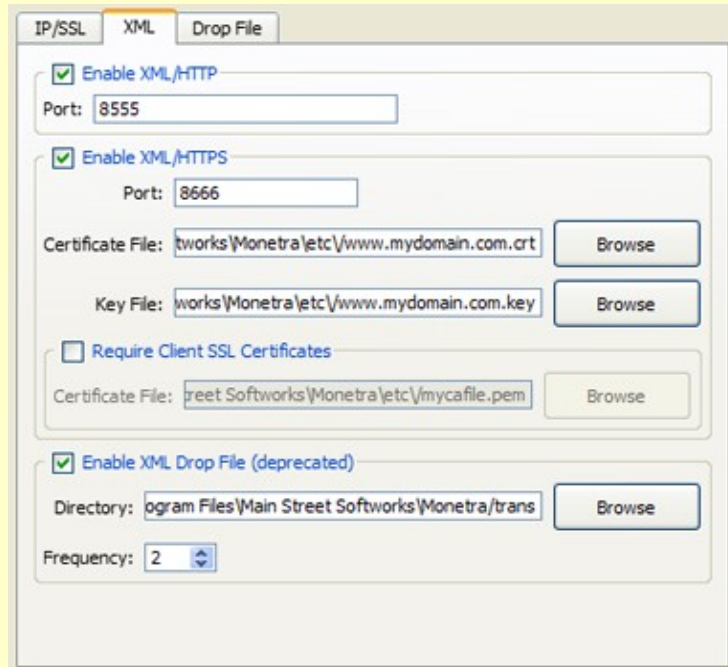 IP/SSL XML Drop File
Enable XML/HTTP
Port: 8555
Enable XML/HTTPS
Port: 8666
Certificate File: tworks\Monetra\etc\/www.mydomain.com.crt Browse
Key File: works\Monetra\etc\/www.mydomain.com.key Browse
Require Client SSL Certificates
Certificate File: reet Softworks\Monetra\etc\/mycafile.pem Browse
Enable XML Drop File (deprecated)
Directory: ogram Files\Main Street Softworks\Monetra/trans Browse
Frequency: 2